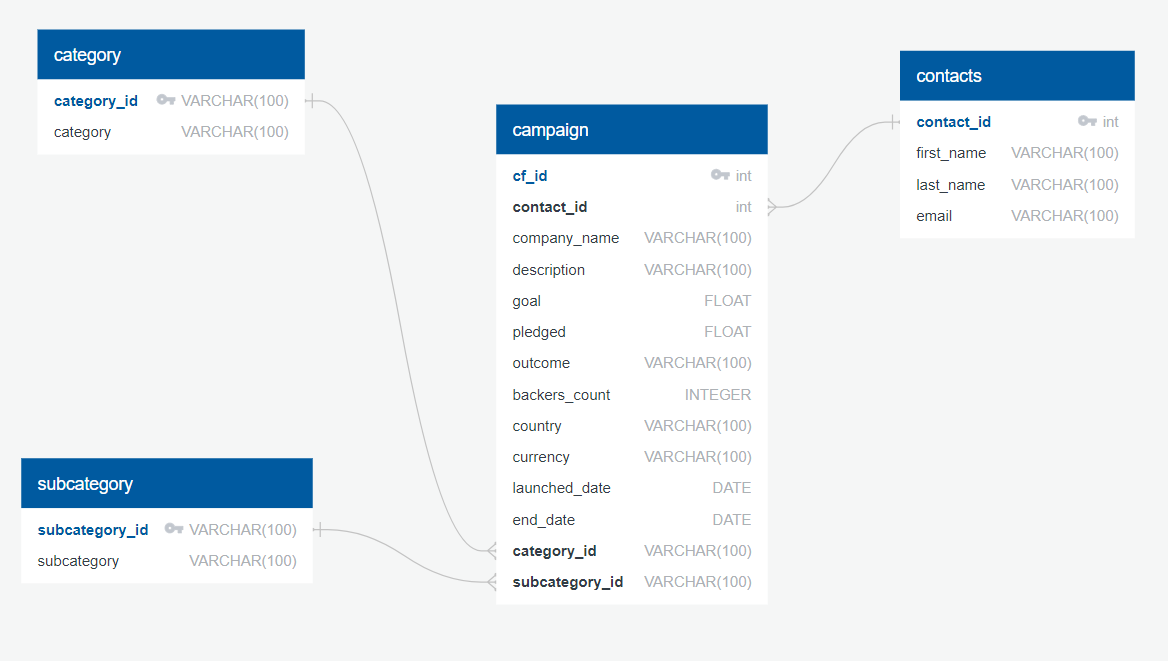 category
category_id VARCHAR(100)
category VARCHAR(100)
subcategory
subcategory_id VARCHAR(100)
subcategory VARCHAR(100)
campaign
cf_id int
contact_id int
company_name VARCHAR(100)
description VARCHAR(100)
goal FLOAT
pledged FLOAT
outcome VARCHAR(100)
backers_count INTEGER
country VARCHAR(100)
currency VARCHAR(100)
launched_date DATE
end_date DATE
category_id VARCHAR(100)
subcategory_id VARCHAR(100)
contacts
contact_id int
first_name VARCHAR(100)
last_name VARCHAR(100)
email VARCHAR(100)